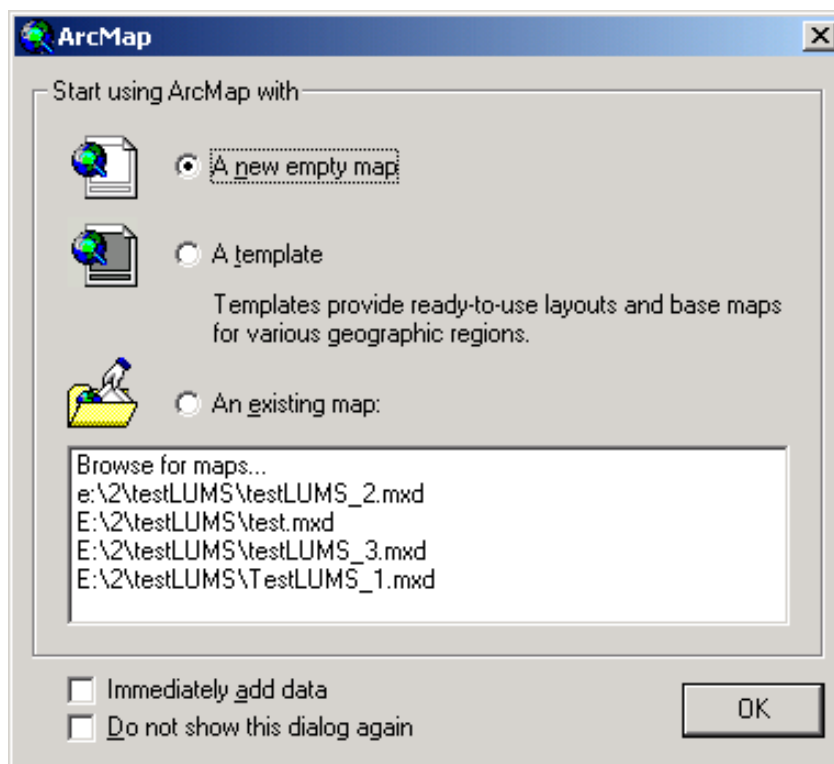 ArcMap
Start using ArcMap with
A new empty map
A template
Templates provide ready-to-use layouts and base maps
for various geographic regions.
An existing map:
Browse for maps...
e:\2\testLUMS\testLUMS_2.mxd
E:\2\testLUMS\test.mxd
E:\2\testLUMS\testLUMS_3.mxd
E:\2\testLUMS\TestLUMS_1.mxd
Immediately add data
Do not show this dialog again
OK